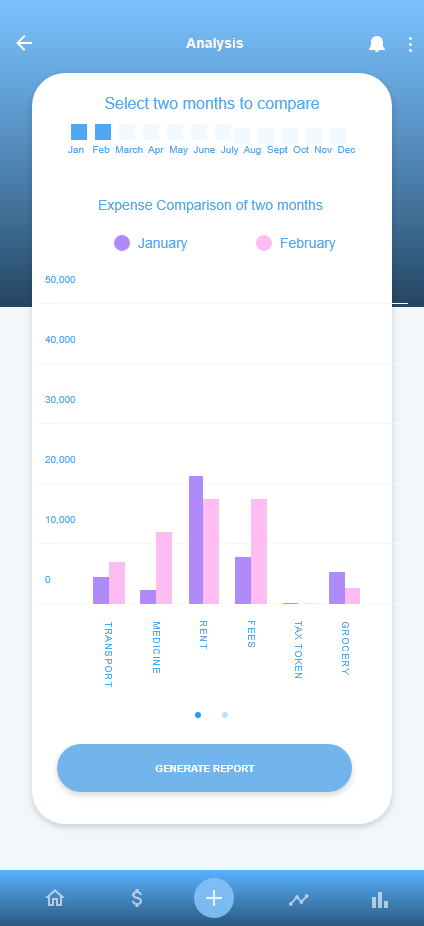 Analysis
Select two months to compare
Jan Feb March Apr May June July Aug Sept Oct Nov Dec
Expense Comparison of two months
January February
50,000
40,000
30,000
20,000
10,000
0
TRANSPORT
MEDICINE
RENT
FEES
TAX TOKEN
GROCERY
GENERATE REPORT